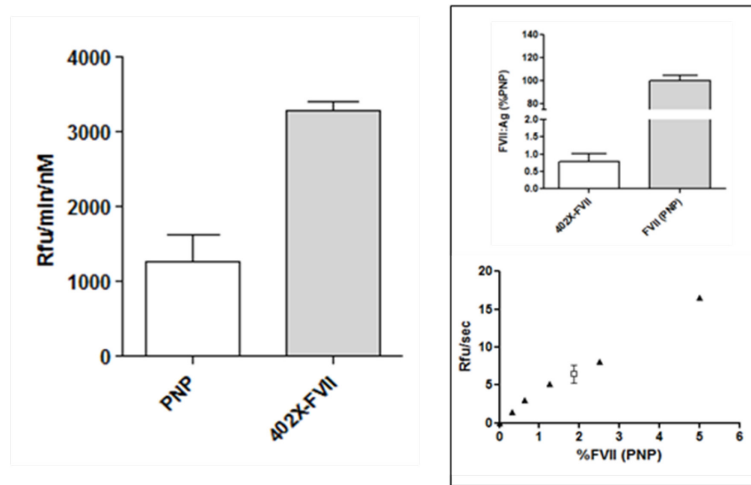 4000
3000
2000
1000
0
Rfu/min/nM
PNP
402X-FVII
140
120
100
80
2.0
1.5
1.0
0.5
0.0
FVII:Ag (%PNP)
402X-FVII
FVII (PNP)
20
15
10
5
0
Rfu/sec
0 1 2 3 4 5 6
%FVII (PNP)